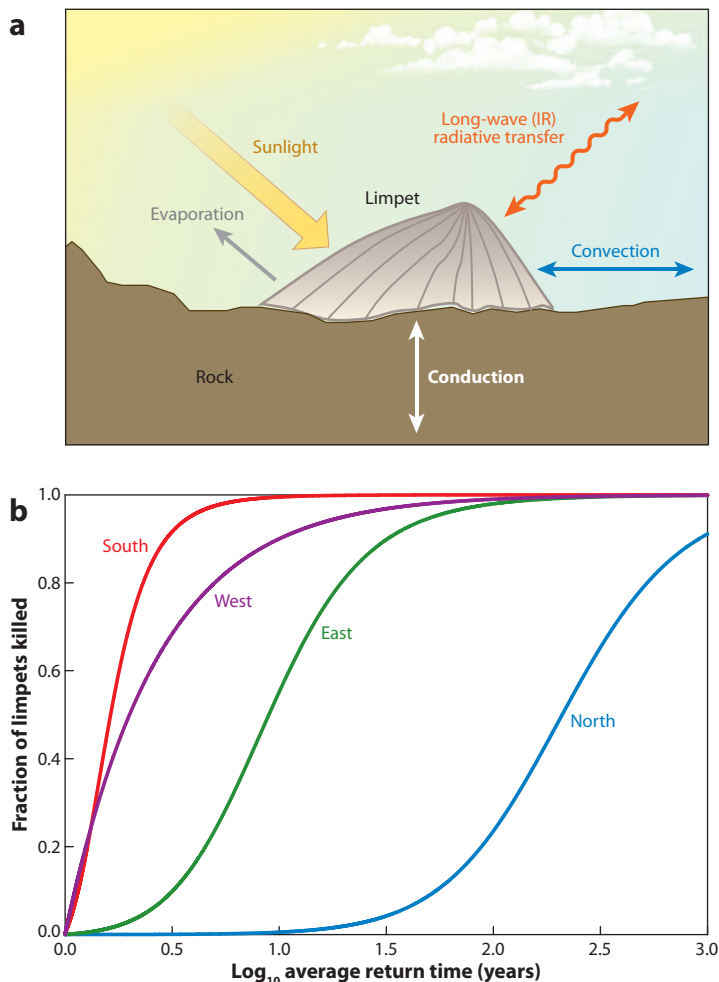 a
Sunlight
Long-wave (IR)
radiative transfer
Limpet
Evaporation
Convection
Rock
Conduction
b
1.0
0.8
0.6
0.4
0.2
0.0
Fraction of limpets killed
South
West
East
North
0.0 0.5 1.0 1.5 2.0 2.5 3.0
Log10 average return time (years)